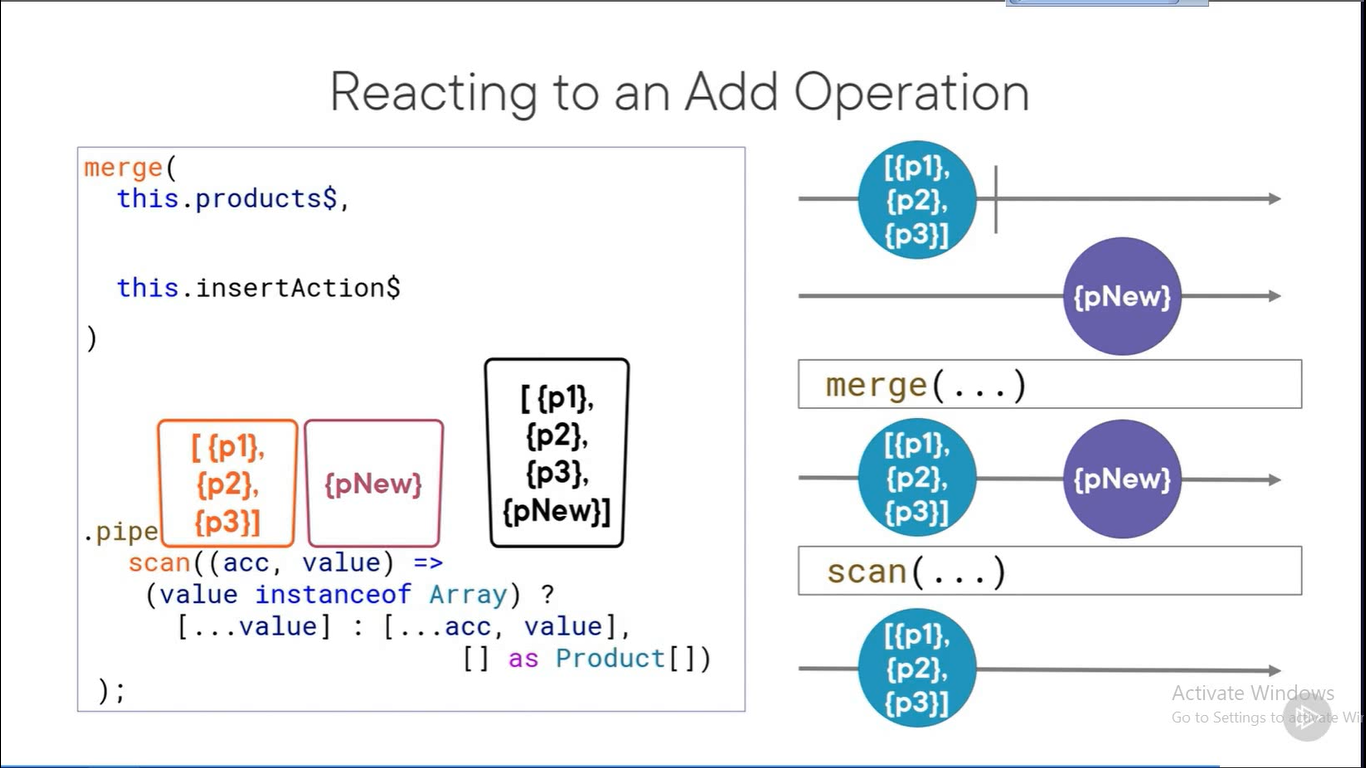 Reacting to an Add Operation
merge(
this.products$,
this.insertAction$
)
[ {p1},
{p2},
{p3}]
{pNew}
[ {p1},
{p2},
{p3},
{pNew}]
.pipe
scan((acc, value) =>
(value instanceof Array) ?
[...value] : [...acc, value],
[] as Product[])
);
[{p1},
{p2},
{p3}]
{pNew}
merge(...)
[{p1},
{p2},
{p3}]
{pNew}
scan(...)
[{p1},
{p2},
{p3}]
Activate Windows
Go to Settings to activate Wi